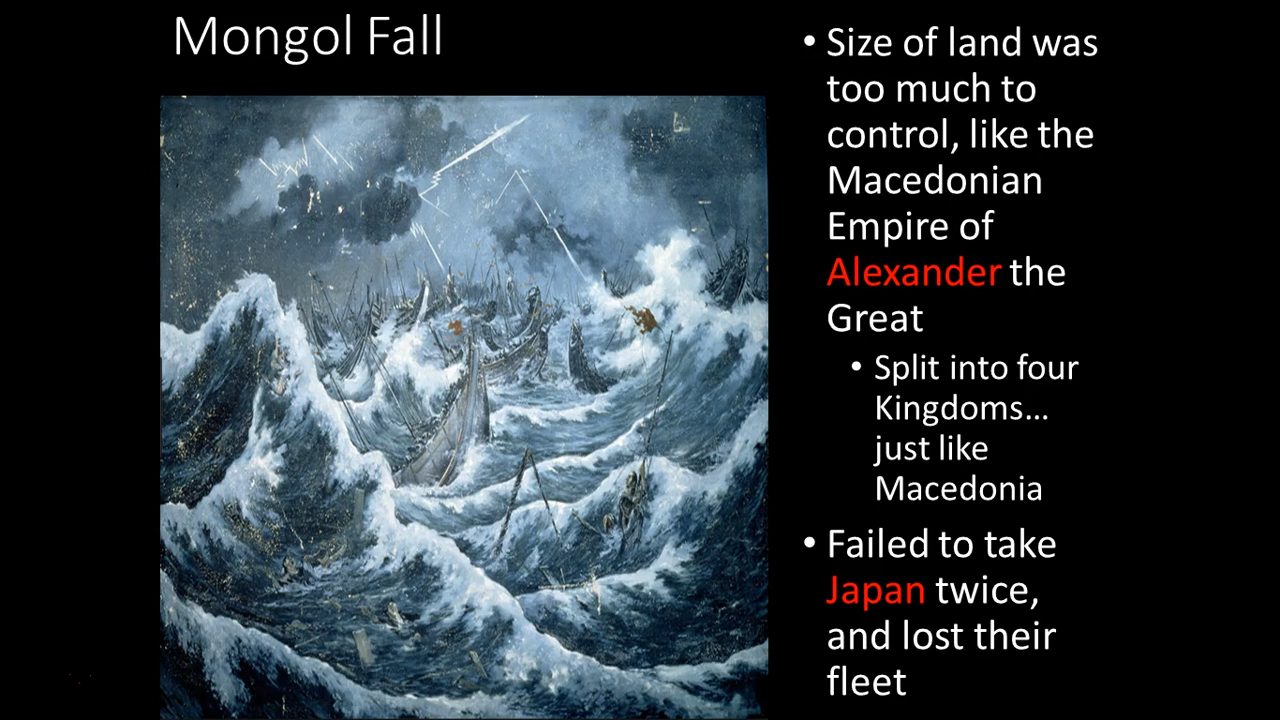 Mongol Fall
• Size of land was
too much to
control, like the
Macedonian
Empire of
Alexander the
Great
• Split into four
Kingdoms…
just like
Macedonia
• Failed to take
Japan twice,
and lost their
fleet